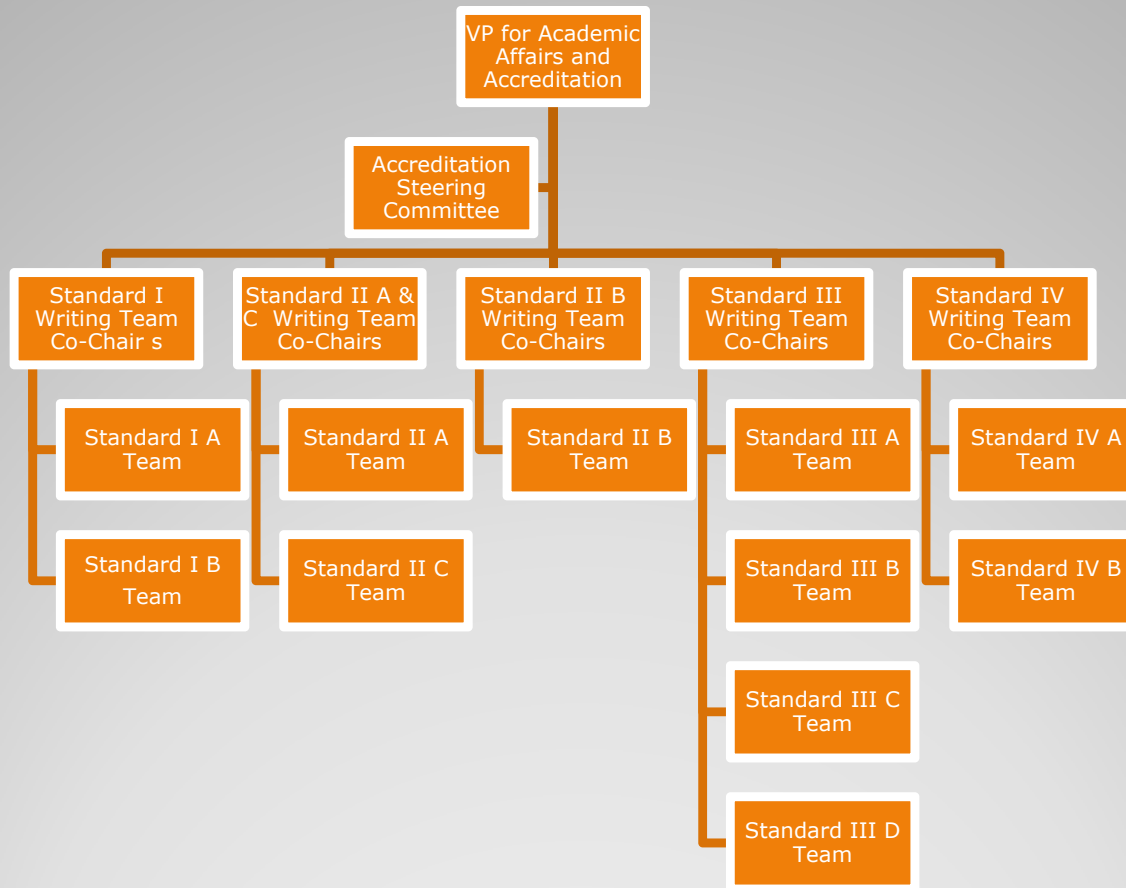 VP for Academic
Affairs and
Accreditation
Accreditation
Steering
Committee
Standard I
Writing Team
Co-Chair s
Standard II A &
C Writing Team
Co-Chairs
Standard II B
Writing Team
Co-Chairs
Standard III
Writing Team
Co-Chairs
Standard IV
Writing Team
Co-Chairs
Standard I A
Team
Standard I B
Team
Standard II A
Team
Standard II C
Team
Standard II B
Team
Standard III A
Team
Standard III B
Team
Standard III C
Team
Standard III D
Team
Standard IV A
Team
Standard IV B
Team